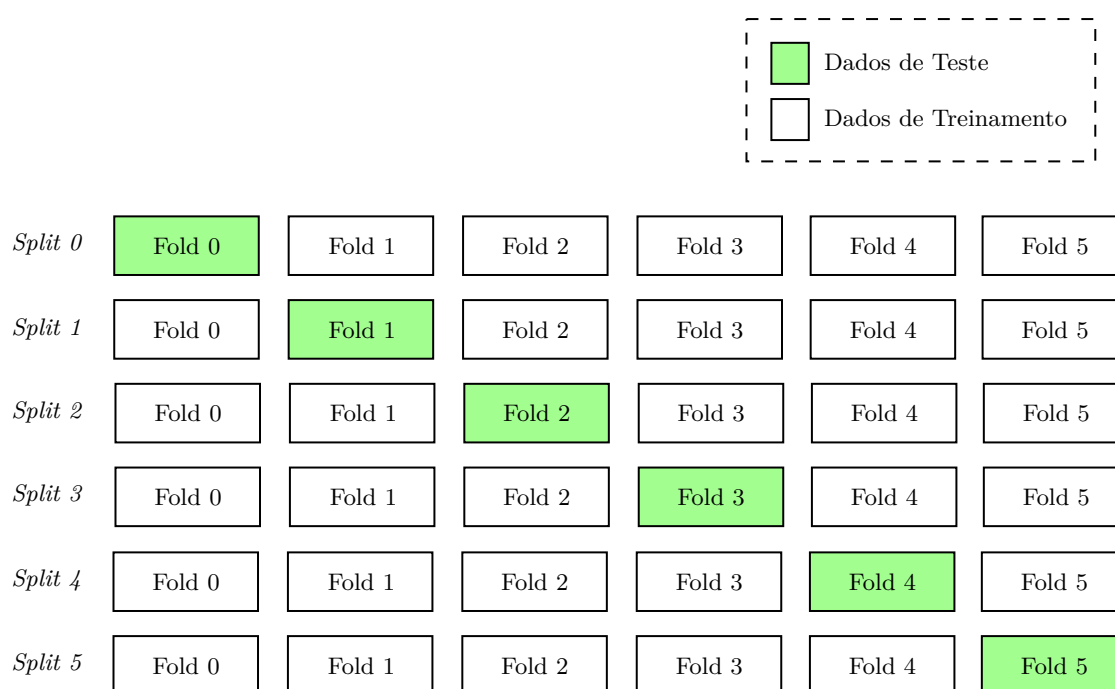 Dados de Teste
Dados de Treinamento
Split 0 Fold 0 Fold 1 Fold 2 Fold 3 Fold 4 Fold 5
Split 1 Fold 0 Fold 1 Fold 2 Fold 3 Fold 4 Fold 5
Split 2 Fold 0 Fold 1 Fold 2 Fold 3 Fold 4 Fold 5
Split 3 Fold 0 Fold 1 Fold 2 Fold 3 Fold 4 Fold 5
Split 4 Fold 0 Fold 1 Fold 2 Fold 3 Fold 4 Fold 5
Split 5 Fold 0 Fold 1 Fold 2 Fold 3 Fold 4 Fold 5